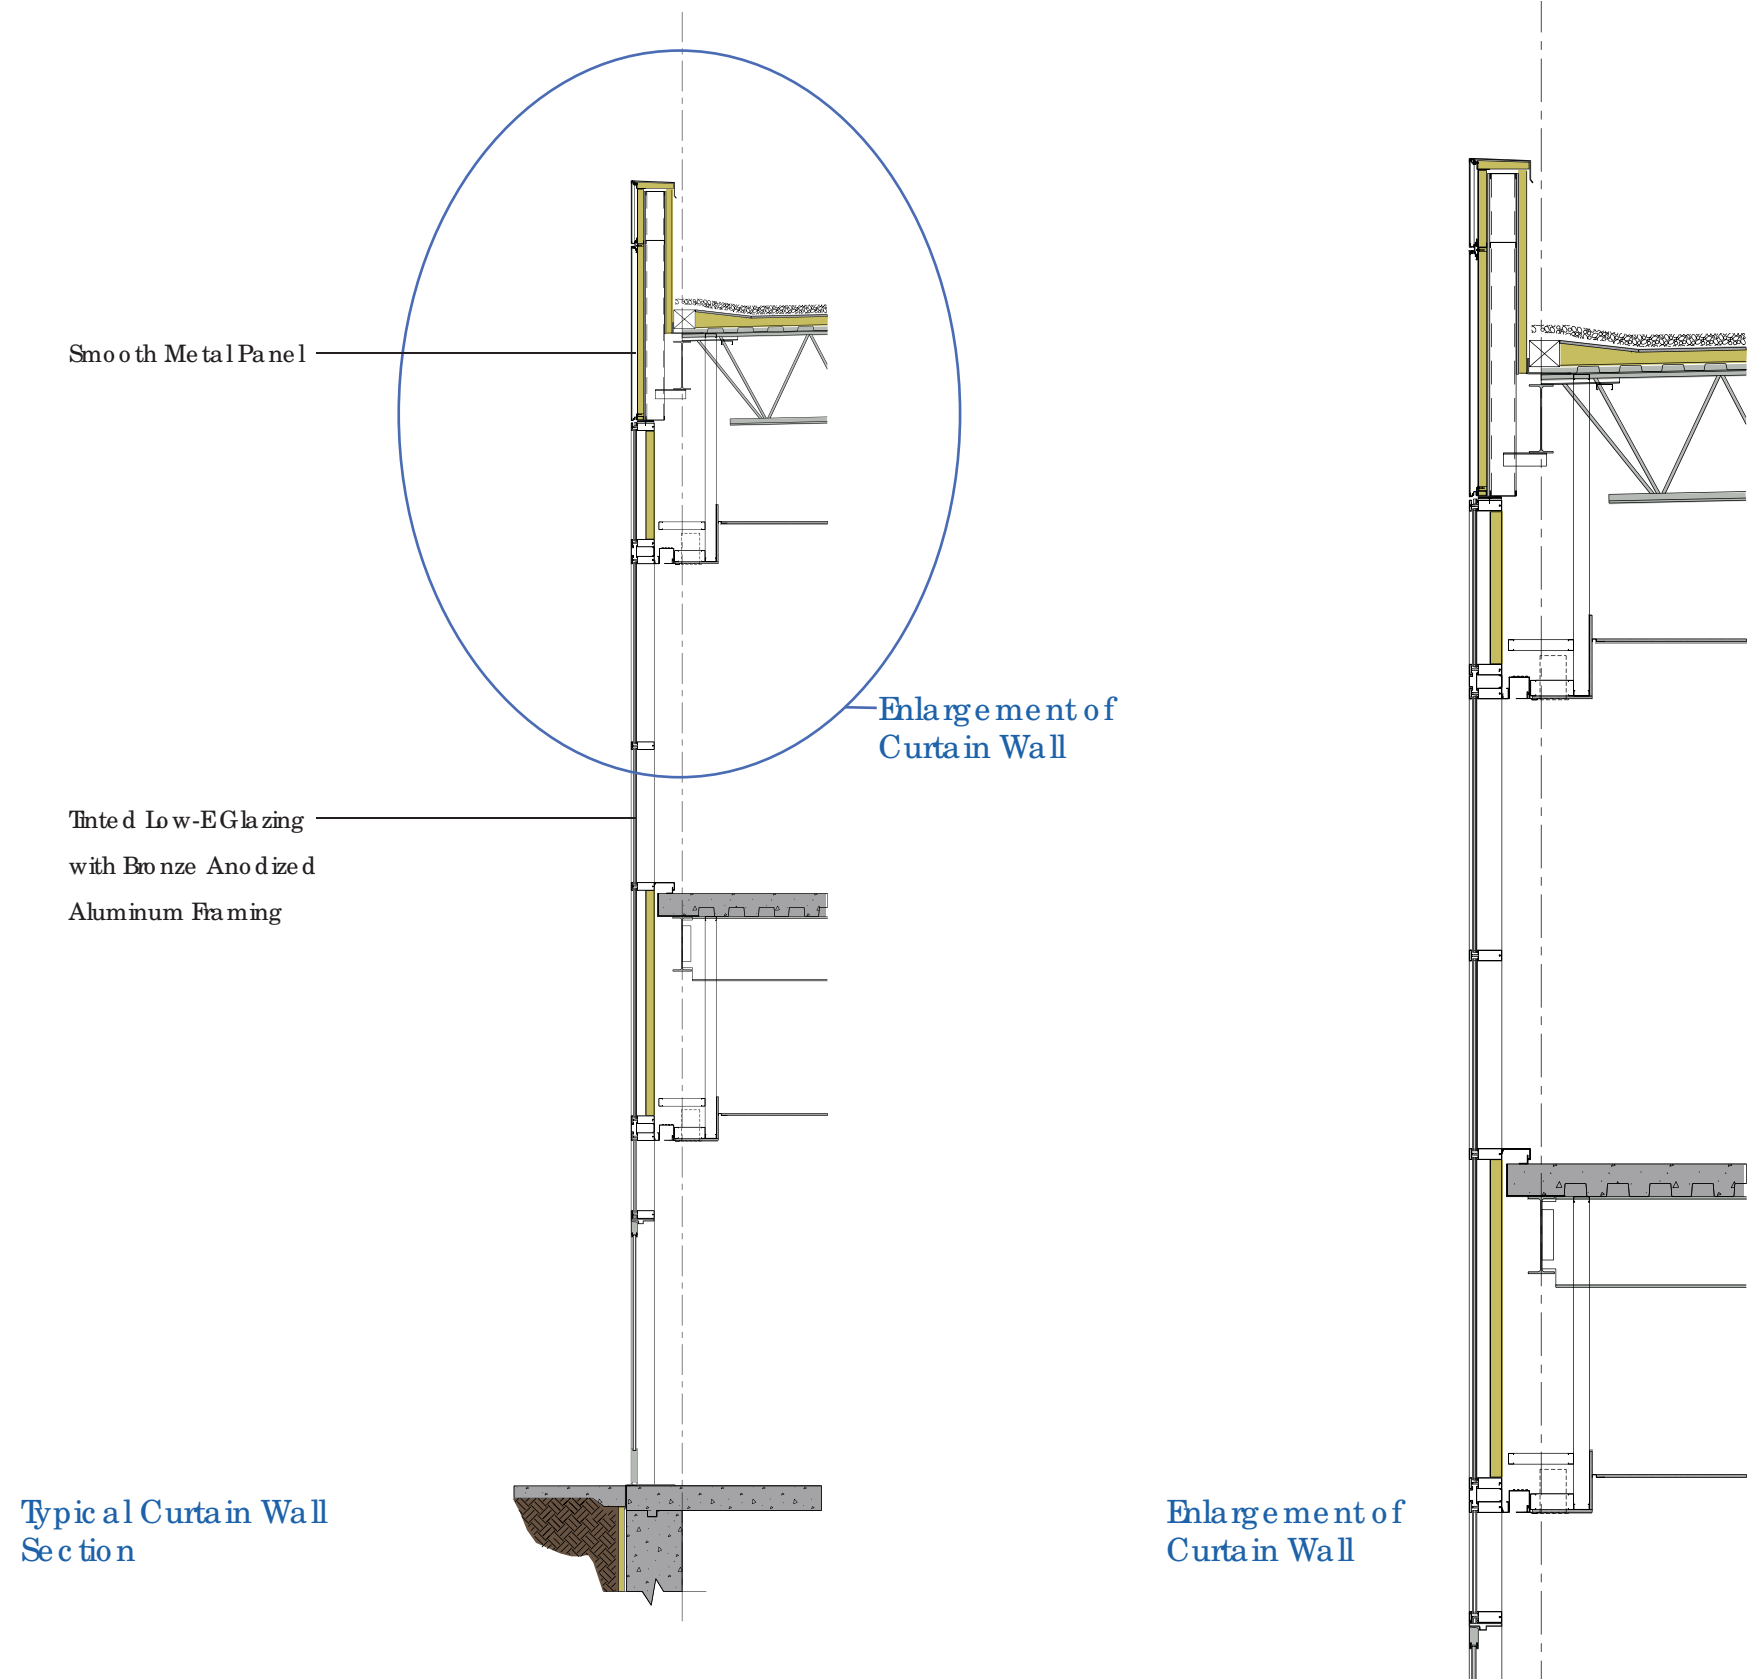 Smooth Metal Panel
Enlargement of
Curtain Wall
Tinted Low-E Glazing
with Bronze Anodized
Aluminum Framing
Typical Curtain Wall
Section
Enlargement of
Curtain Wall